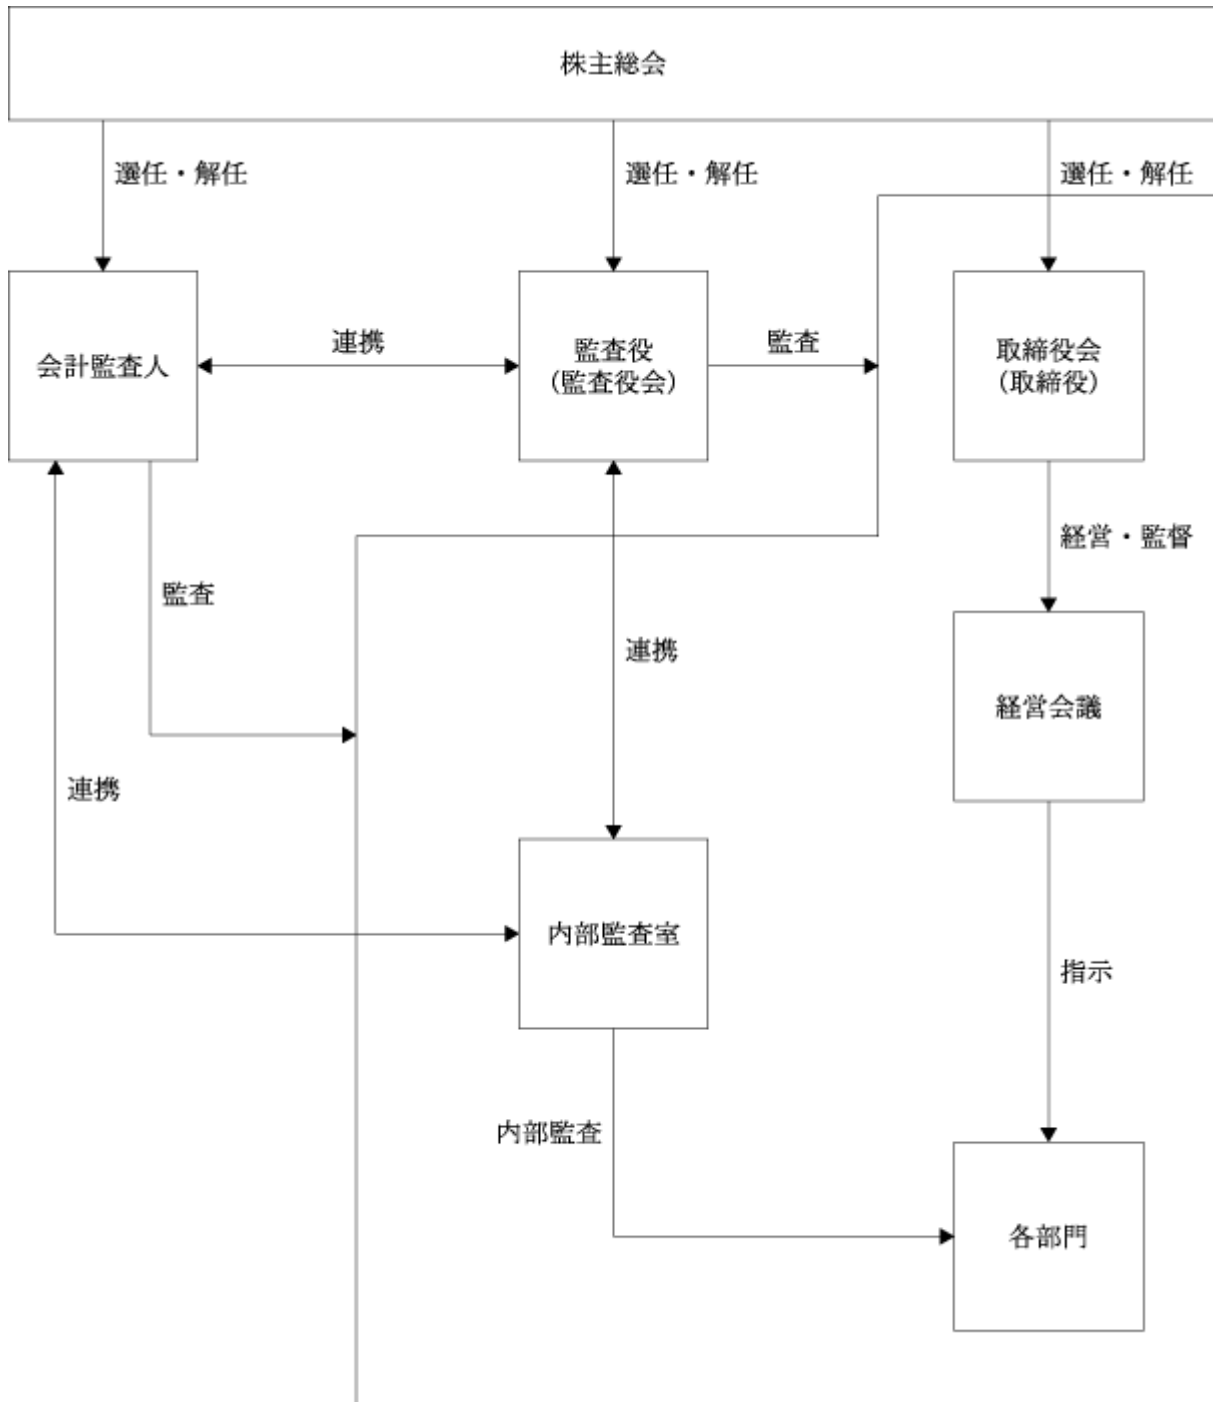 株主総会
選任・解任
選任・解任
選任・解任
会計監査人
連携
監査役
(監査役会)
監査
取締役会
(取締役)
経営・監督
監査
連携
経営会議
連携
内部監査室
指示
内部監査
各部門